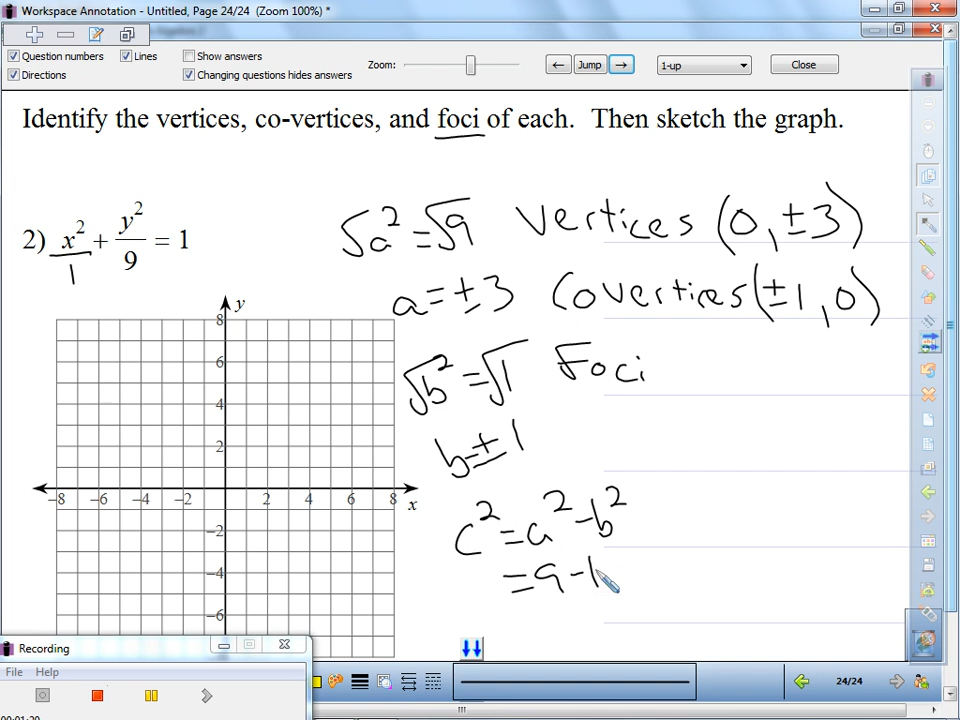 Workspace Annotation - Untitled, Page 24/24 (Zoom 100%) *
Question numbers Lines Show answers
Directions Changing questions hides answers
Zoom: Jump 1-up Close
Identify the vertices, co-vertices, and foci of each. Then sketch the graph.
2) x²/1 + y²/9 = 1
√a² = √9 Vertices (0, ±3)
a = ±3 Covertices (±1, 0)
√b² = √1 Foci
b = ± 1
c² = a² - b²
= 9 - 1
y
8
6
4
2
-8 -6 -4 -2 2 4 6 8 x
-2
-4
-6
Recording
File Help
24/24